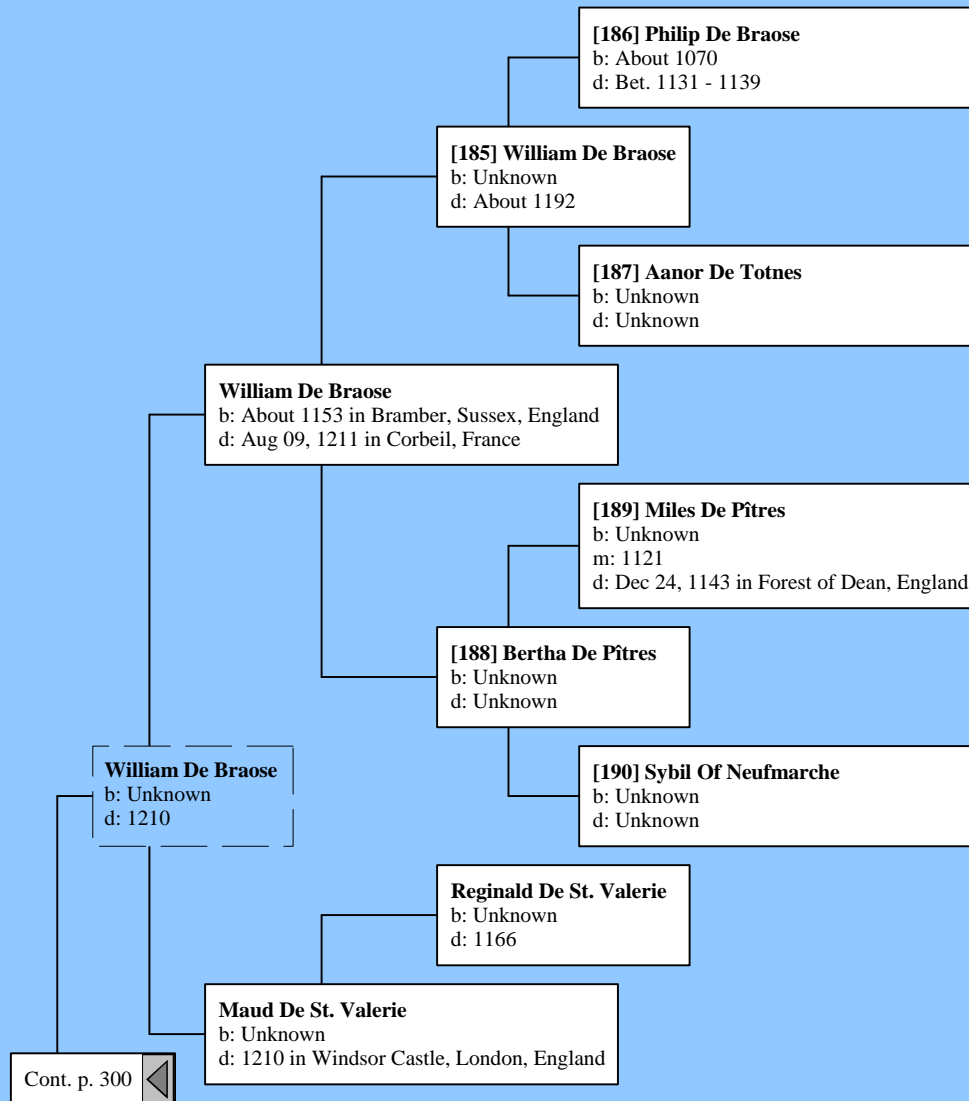 [186] Philip De Braose
b: About 1070
d: Bet. 1131 - 1139
[185] William De Braose
b: Unknown
d: About 1192
[187] Aanor De Totnes
b: Unknown
d: Unknown
William De Braose
b: About 1153 in Bramber, Sussex, England
d: Aug 09, 1211 in Corbeil, France
[189] Miles De Pîtres
b: Unknown
m: 1121
d: Dec 24, 1143 in Forest of Dean, England
[188] Bertha De Pîtres
b: Unknown
d: Unknown
[190] Sybil Of Neufmarche
b: Unknown
d: Unknown
William De Braose
b: Unknown
d: 1210
Reginald De St. Valerie
b: Unknown
d: 1166
Maud De St. Valerie
b: Unknown
d: 1210 in Windsor Castle, London, England
Cont. p. 300